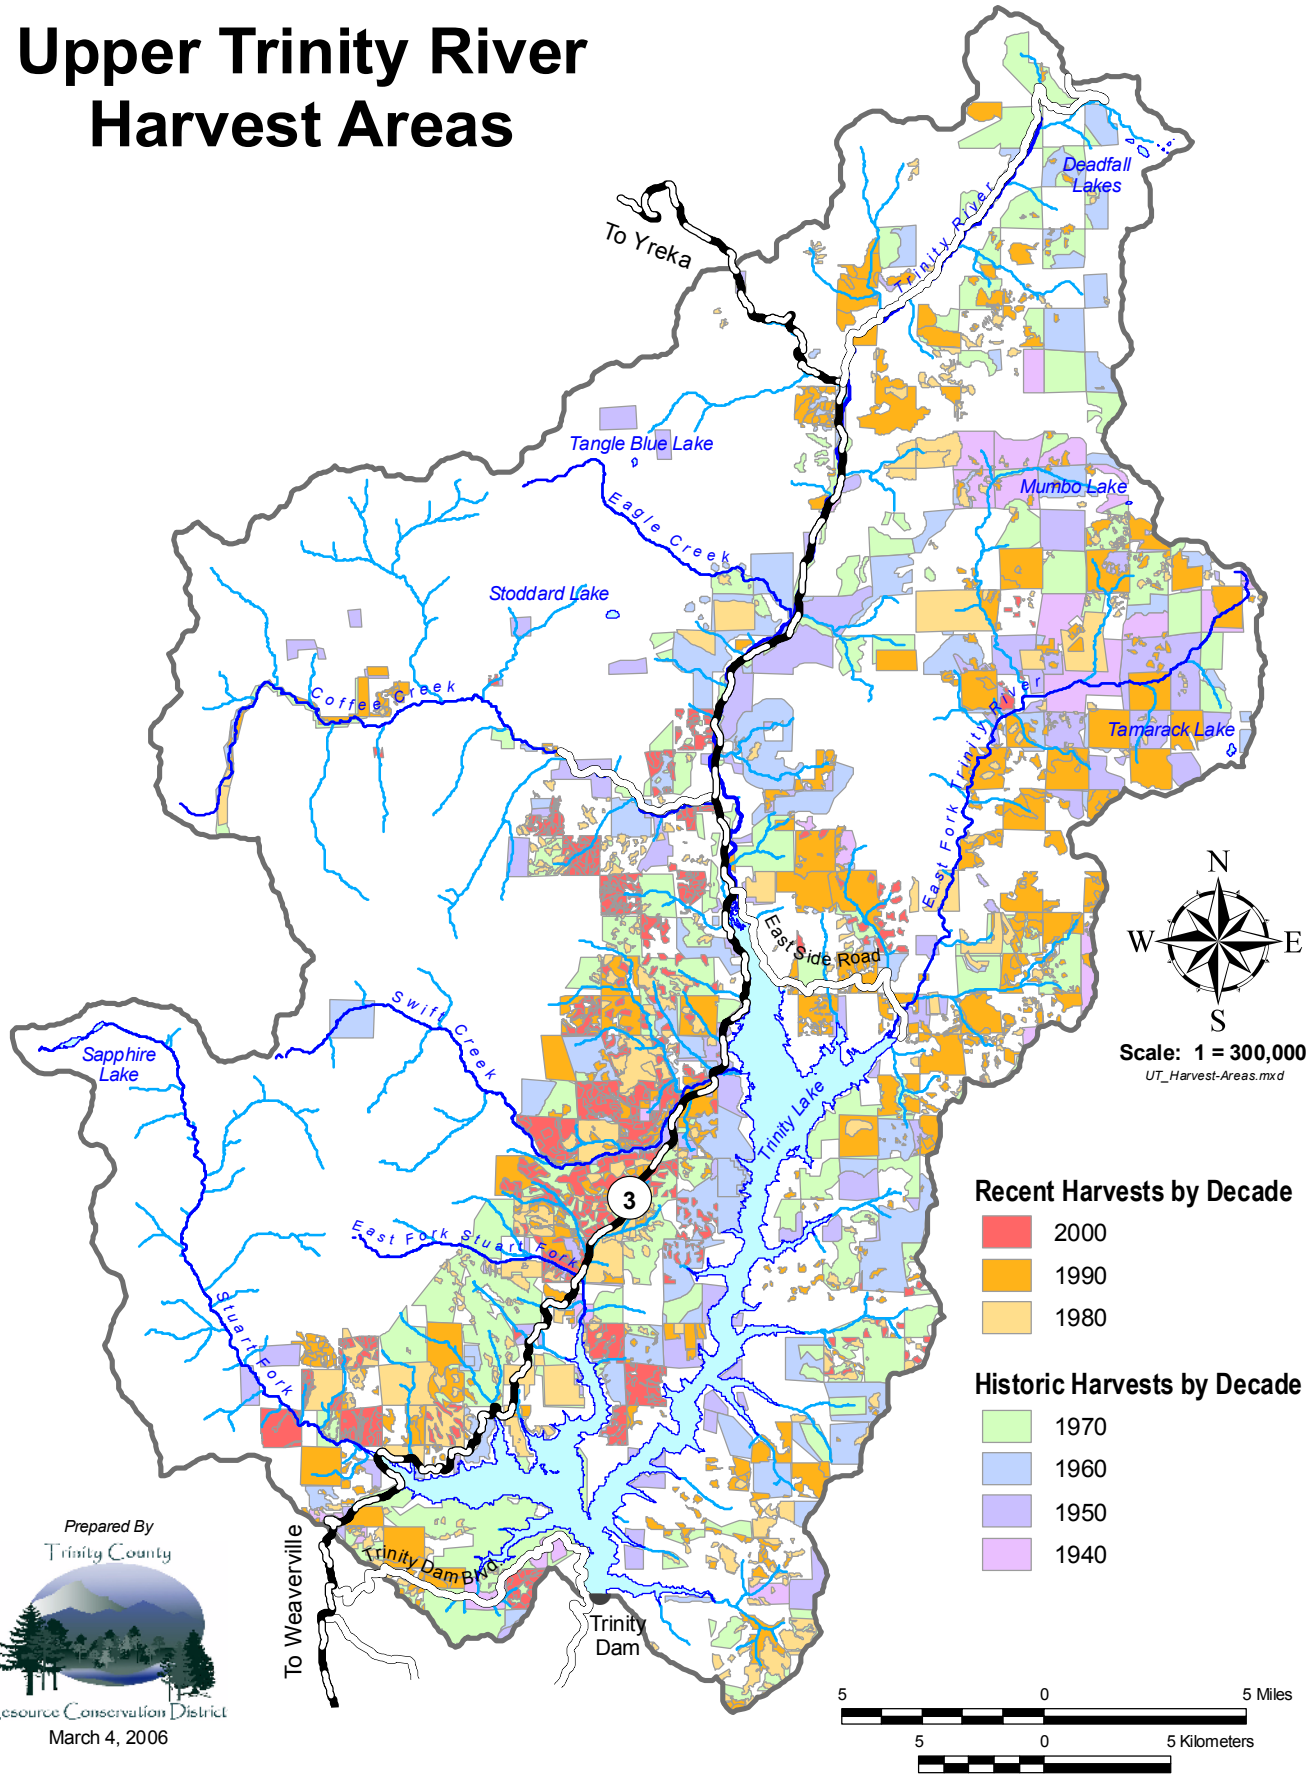 Upper Trinity River
Harvest Areas
Deadfall
Lakes
Trinity River
To Yreka
Tangle Blue Lake
Mumbo Lake
Eagle Creek
Stoddard Lake
Coffee Creek
East Fork Trinity River
Tamarack Lake
East Side Road
N
W
E
S
Scale: 1 = 300,000
UT_Harvest-Areas.mxd
Swift Creek
Sapphire
Lake
Trinity Lake
3
East Fork Stuart Fork
Stuart Fork
Recent Harvests by Decade
2000
1990
1980
Historic Harvests by Decade
1970
1960
1950
1940
Prepared By
Trinity County
esource Conservation District
March 4, 2006
To Weaverville
Trinity Dam Blvd.
Trinity
Dam
5 0 5 Miles
5 0 5 Kilometers